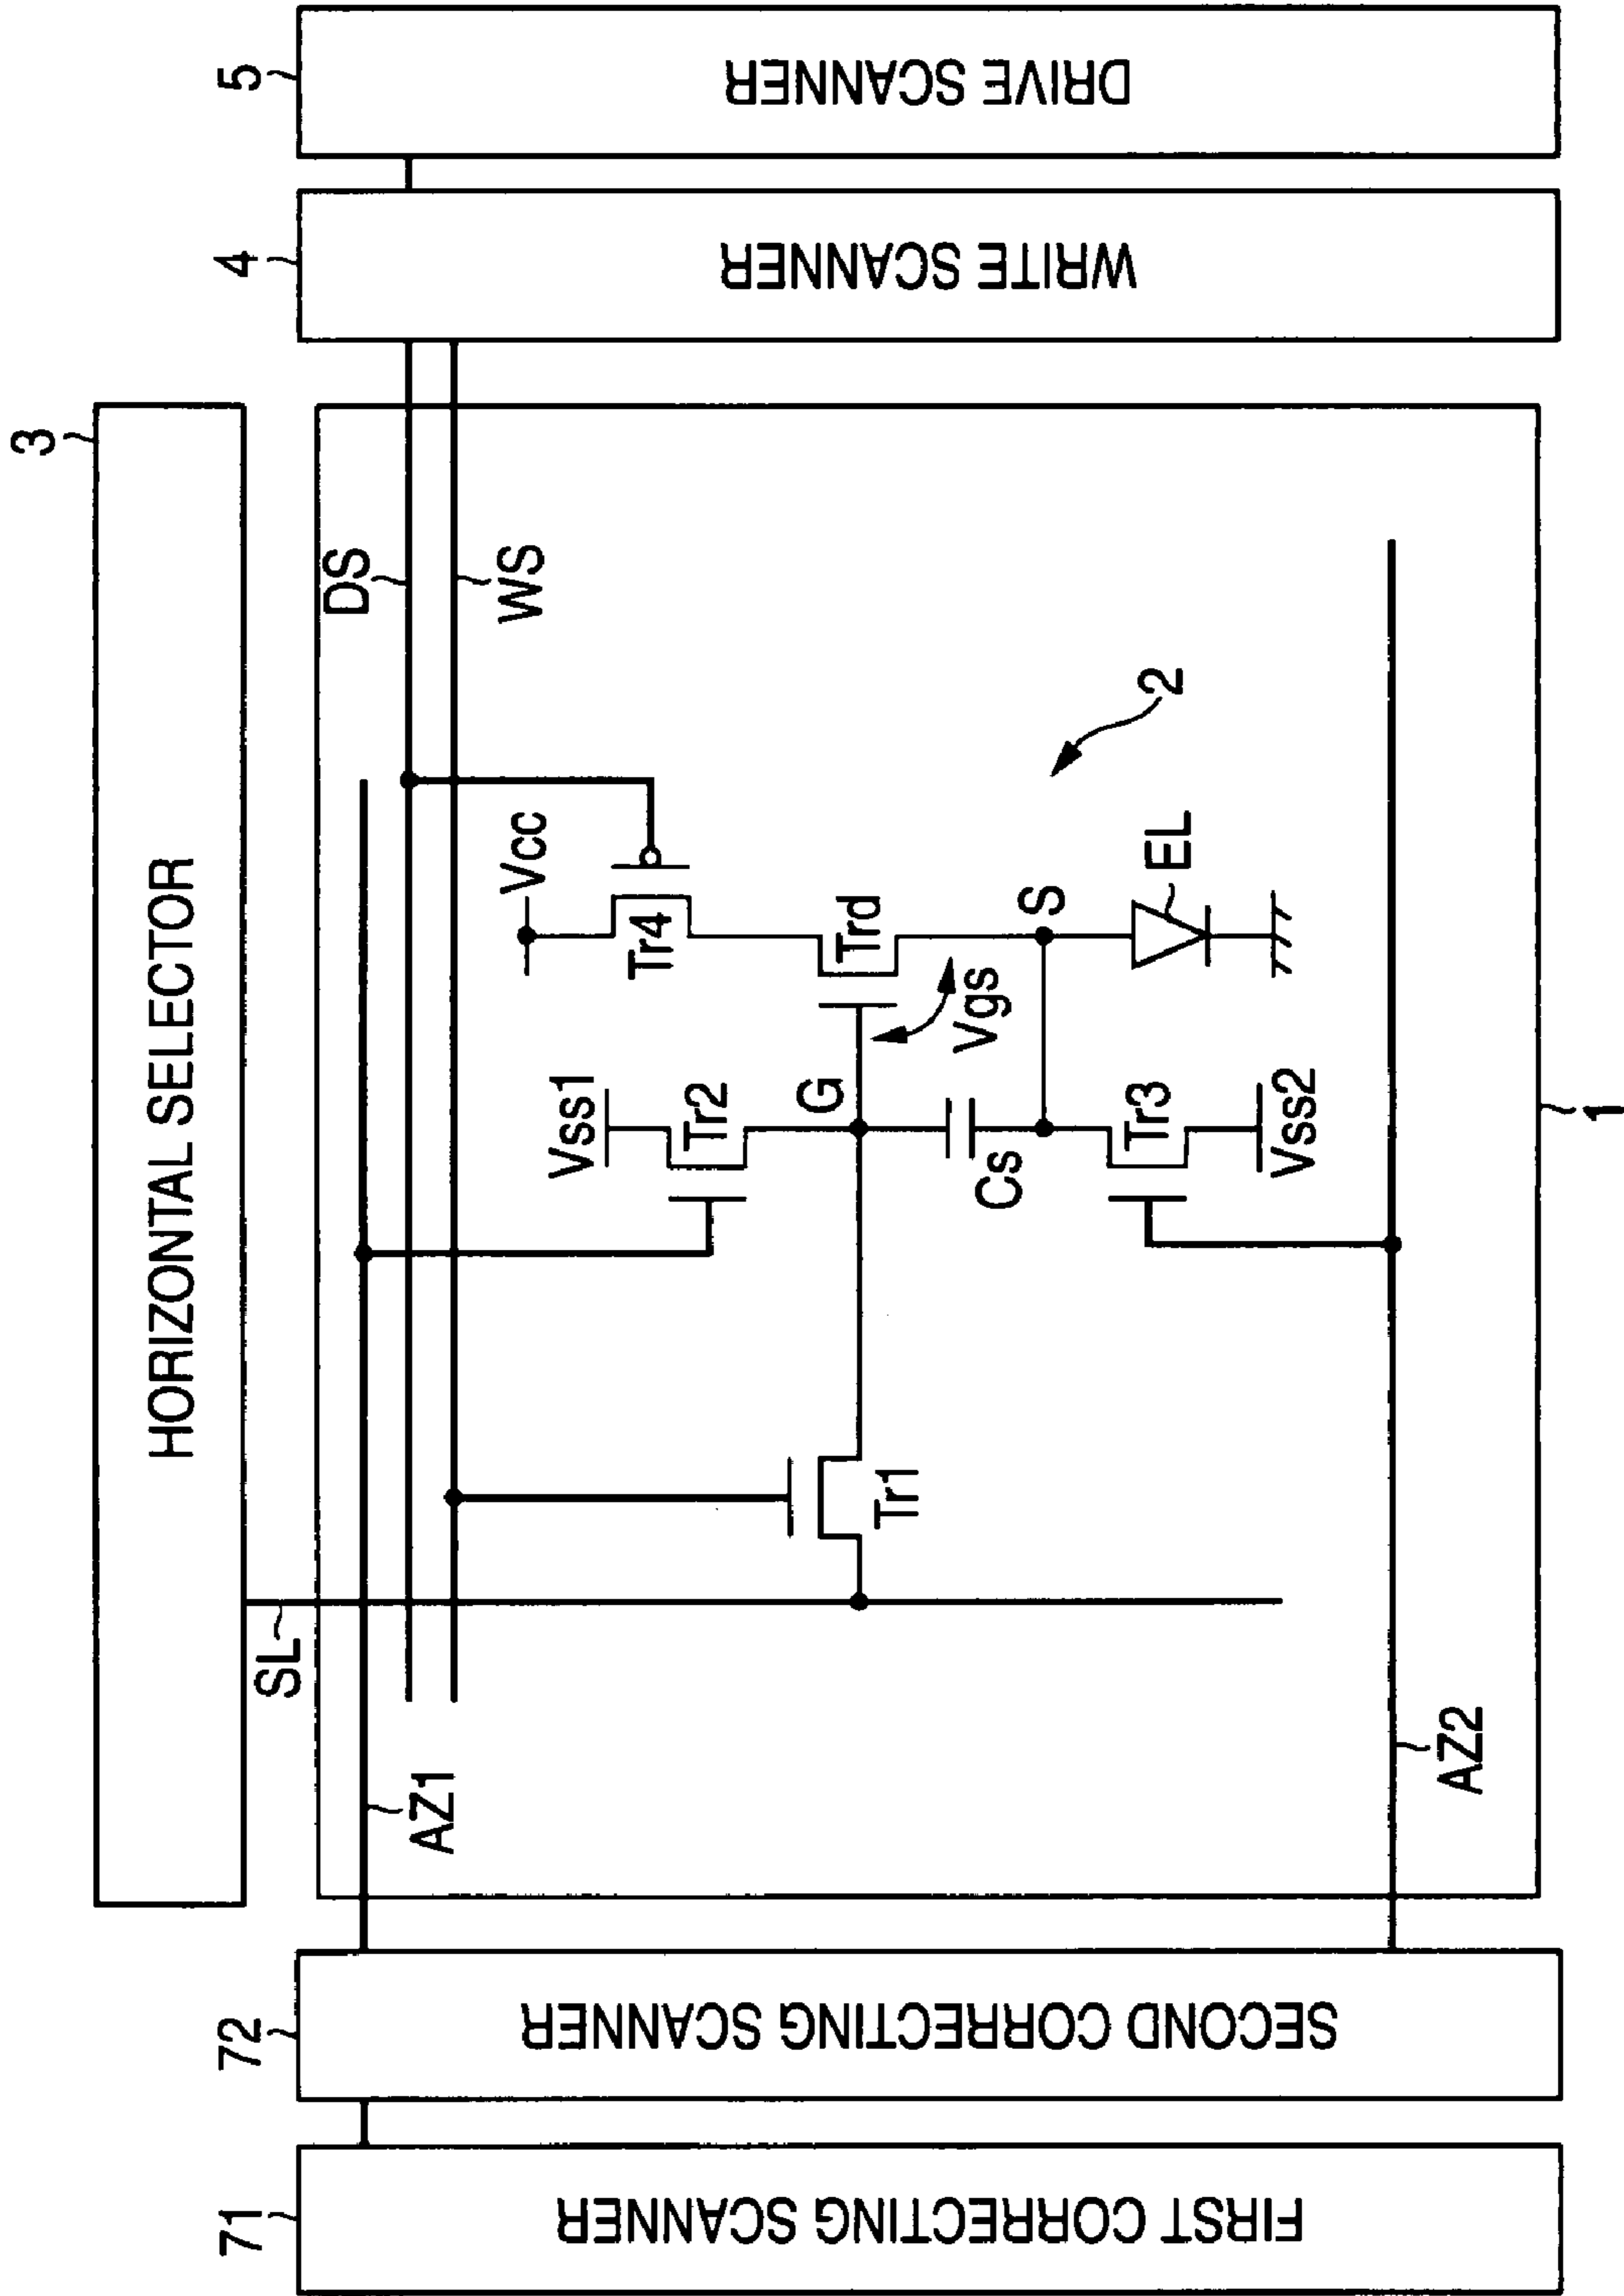 3
HORIZONTAL SELECTOR
71
FIRST CORRECTING SCANNER
72
SECOND CORRECTING SCANNER
4
WRITE SCANNER
5
DRIVE SCANNER
SL
AZ1
DS
WS
Vss1
Vcc
Tr2
Tr4
G
Trd
Tr1
Vgs
Cs
S
2
Tr3
EL
Vss2
AZ2
1